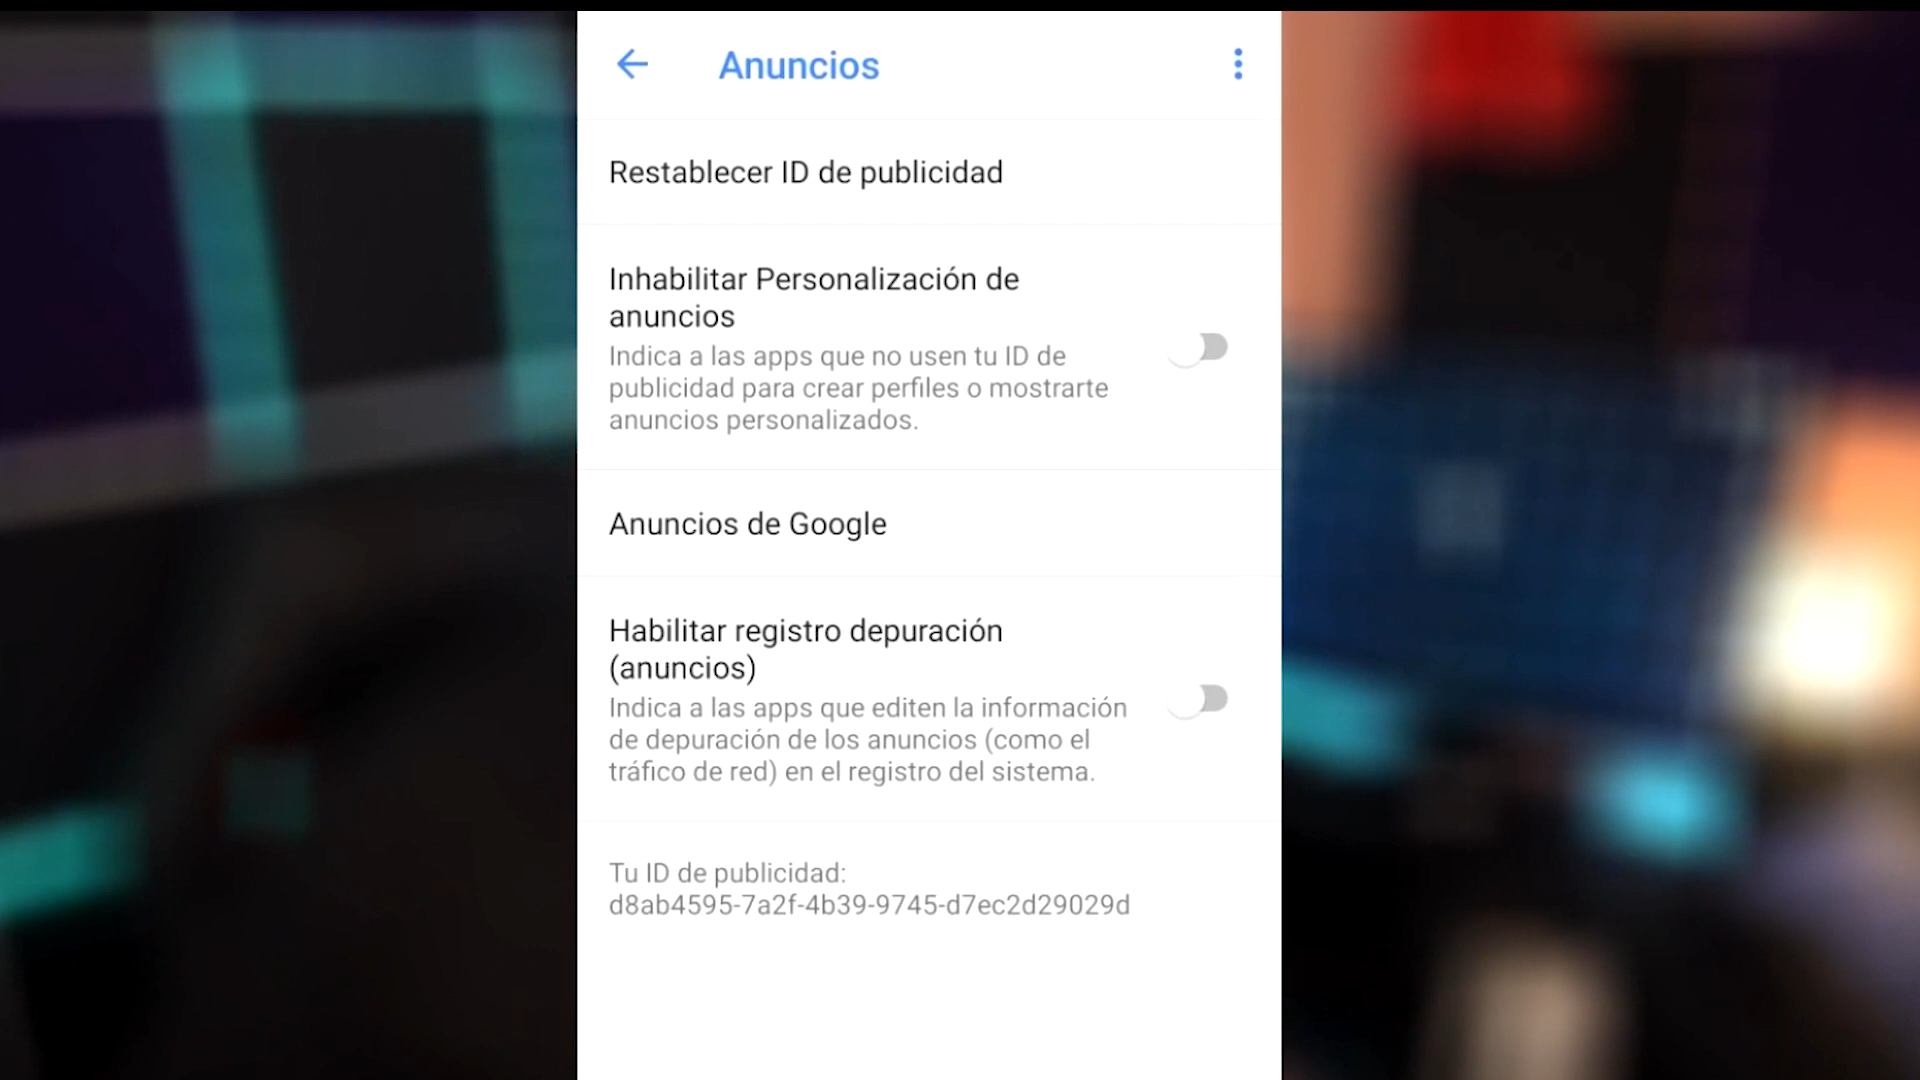 Anuncios
Restablecer ID de publicidad
Inhabilitar Personalización de
anuncios
Indica a las apps que no usen tu ID de
publicidad para crear perfiles o mostrarte
anuncios personalizados.
Anuncios de Google
Habilitar registro depuración
(anuncios)
Indica a las apps que editen la información
de depuración de los anuncios (como el
tráfico de red) en el registro del sistema.
Tu ID de publicidad:
d8ab4595-7a2f-4b39-9745-d7ec2d29029d